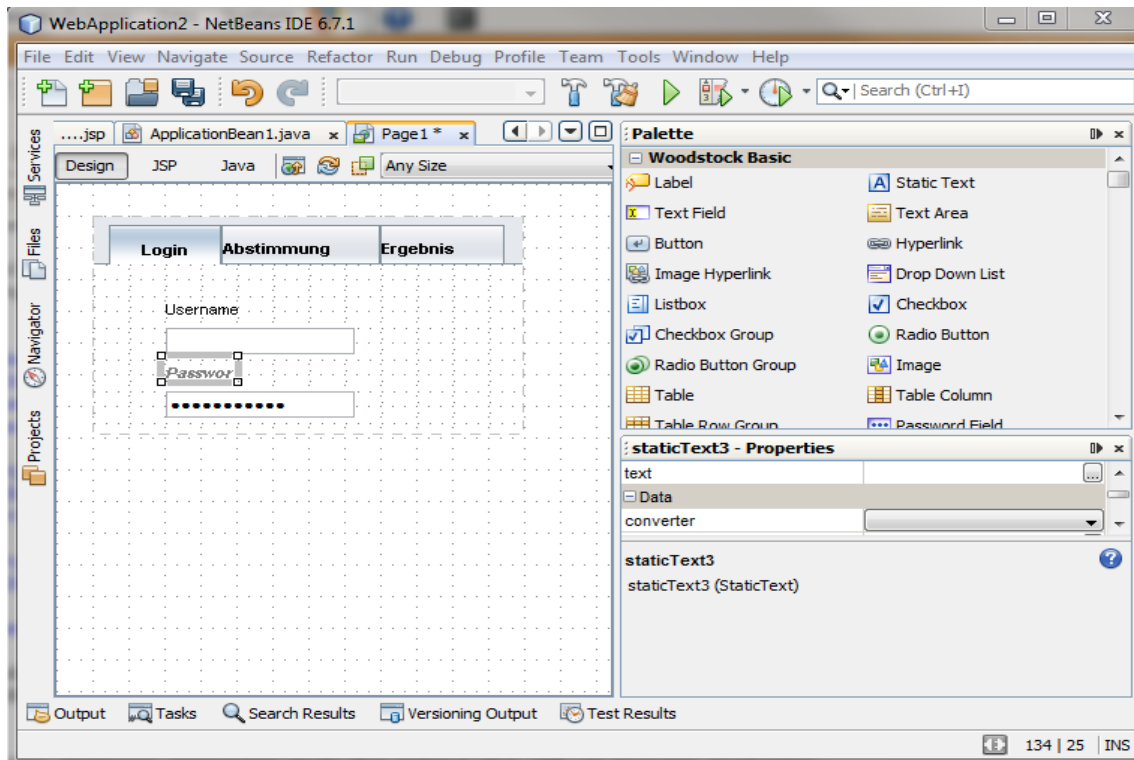 WebApplication2 - NetBeans IDE 6.7.1
File Edit View Navigate Source Refactor Run Debug Profile Team Tools Window Help
Search (Ctrl+I)
Services
Files
Navigator
Projects
....jsp ApplicationBean1.java x Page1 * x
Design JSP Java Any Size
Login Abstimmung Ergebnis
Username
Passwor
Palette
Woodstock Basic
Label Static Text
Text Field Text Area
Button Hyperlink
Image Hyperlink Drop Down List
Listbox Checkbox
Checkbox Group Radio Button
Radio Button Group Image
Table Table Column
Table Row Group Password Field
staticText3 - Properties
text ...
Data
converter
staticText3
staticText3 (StaticText)
Output Tasks Search Results Versioning Output Test Results
134 | 25 INS